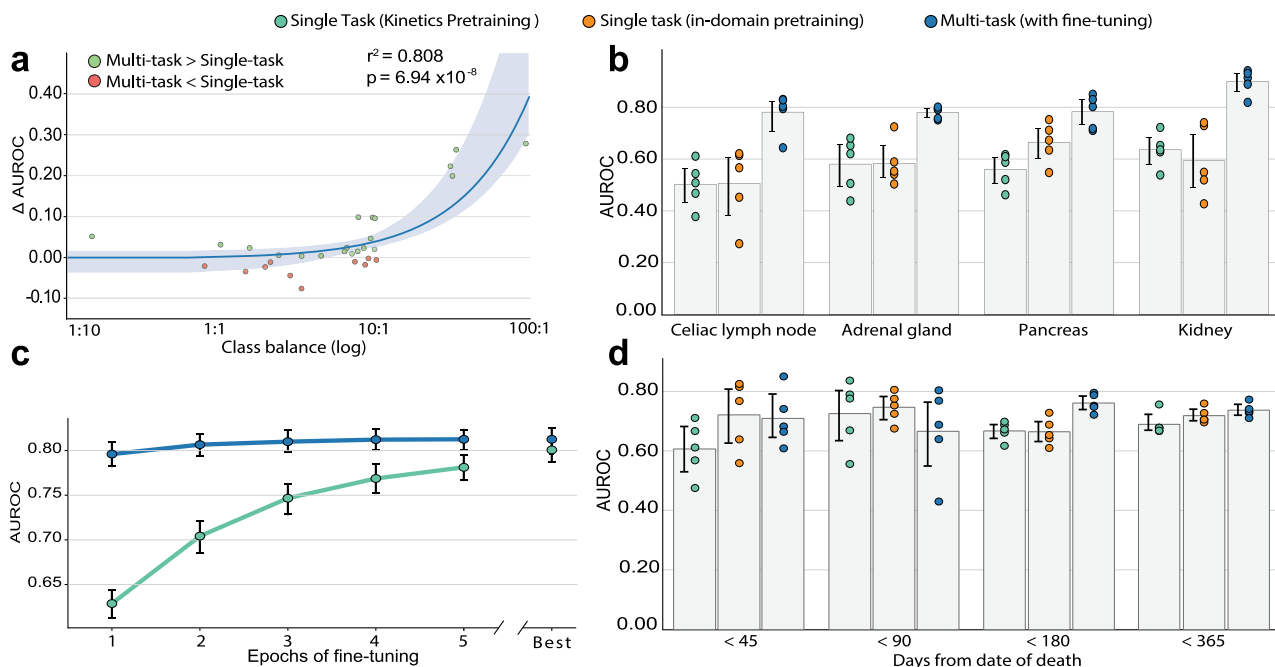 Single Task (Kinetics Pretraining )
Single task (in-domain pretraining)
Multi-task (with fine-tuning)
a
Multi-task > Single-task
Multi-task < Single-task
r² = 0.808
p = 6.94 x10⁻⁸
Δ AUROC
0.40
0.30
0.20
0.10
0.00
-0.10
1:10
1:1
10:1
100:1
Class balance (log)
b
AUROC
0.80
0.60
0.40
0.20
0.00
Celiac lymph node
Adrenal gland
Pancreas
Kidney
c
AUROC
0.80
0.75
0.70
0.65
1
2
3
4
5
Best
Epochs of fine-tuning
d
AUROC
0.80
0.60
0.40
0.20
0.00
< 45
< 90
< 180
< 365
Days from date of death